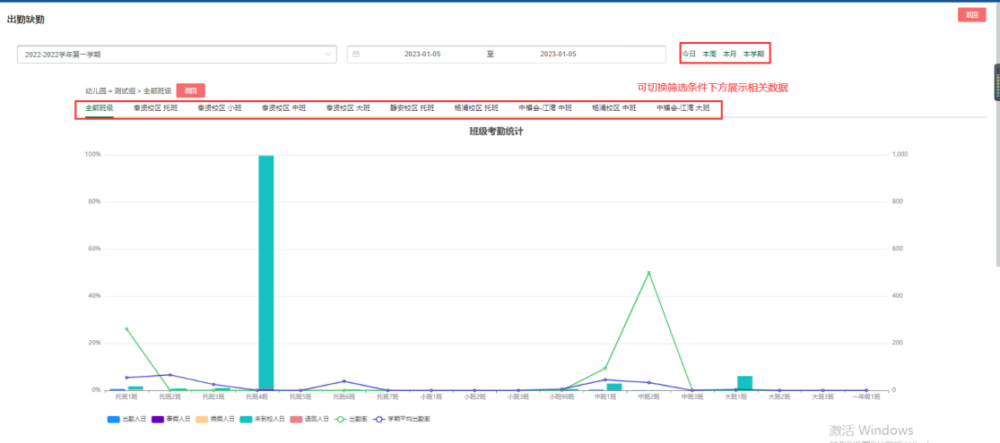 出勤缺勤
返回
2022-2022学年第一学期 2023-01-05 至 2023-01-05 今日 本周 本月 本学期
幼儿园 » 测试组 > 全部班级 返回 可切换筛选条件下方展示相关数据
全部班级 奉贤校区 托班 奉贤校区 小班 奉贤校区 中班 奉贤校区 大班 静安校区 托班 杨浦校区 托班 中福会-江湾 中班 杨浦校区 中班 中福会-江湾 大班
班级考勤统计
100% 1,000
80% 800
60% 600
40% 400
20% 200
0% 0
托班1班 托班2班 托班3班 托班4班 托班5班 托班6班 托班7班 小班1班 小班2班 小班3班 小班99班 中班1班 中班2班 中班3班 大班1班 大班2班 大班3班 一年级1班
出勤人日 事假人日 病假人日 未到校人日 退园人日 出勤率 学期平均出勤率
激活 Windows